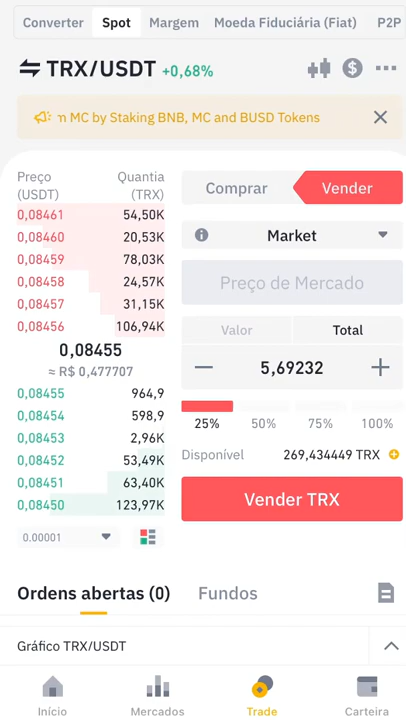 Converter Spot Margem Moeda Fiduciária (Fiat) P2P
TRX/USDT +0,68%
MC by Staking BNB, MC and BUSD Tokens
Preço Quantia
(USDT) (TRX)
0,08461 54,50K
0,08460 20,53K
0,08459 78,03K
0,08458 24,57K
0,08457 31,15K
0,08456 106,94K
0,08455
≈ R$ 0,477707
0,08455 964,9
0,08454 598,9
0,08453 2,96K
0,08452 53,49K
0,08451 63,40K
0,08450 123,97K
0.00001
Comprar Vender
Market
Preço de Mercado
Valor Total
5,69232
25% 50% 75% 100%
Disponível 269,434449 TRX
Vender TRX
Ordens abertas (0) Fundos
Gráfico TRX/USDT
Início Mercados Trade Carteira